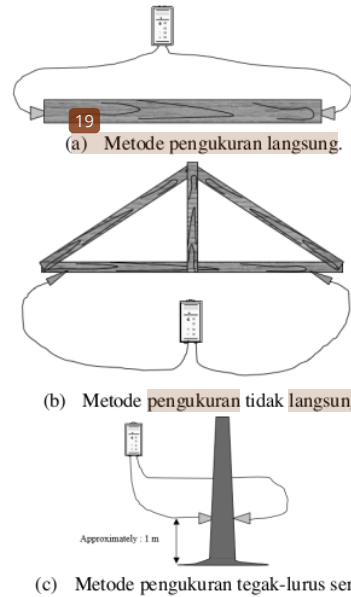 19
(a) Metode pengukuran langsung.
(b) Metode pengukuran tidak langsun
Approximately : 1 m
(c) Metode pengukuran tegak-lurus ser